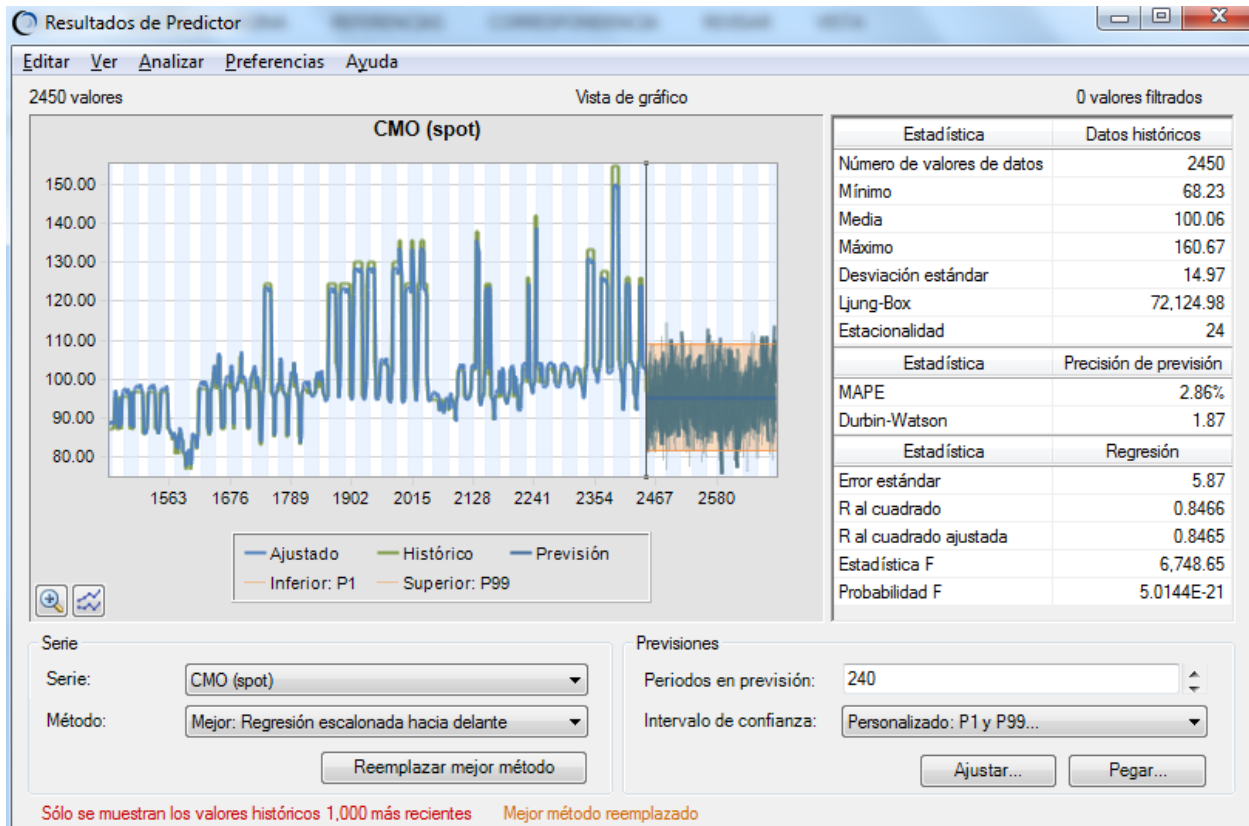 Resultados de Predictor
REFERENCIAS CORRESPONDENCIA REVISAR VISTA
Editar Ver Analizar Preferencias Ayuda
2450 valores Vista de gráfico 0 valores filtrados
CMO (spot)
150.00
140.00
130.00
120.00
110.00
100.00
90.00
80.00
1563 1676 1789 1902 2015 2128 2241 2354 2467 2580
Ajustado Histórico Previsión
Inferior: P1 Superior: P99
Estadística Datos históricos
Número de valores de datos 2450
Mínimo 68.23
Media 100.06
Máximo 160.67
Desviación estándar 14.97
Ljung-Box 72,124.98
Estacionalidad 24
Estadística Precisión de previsión
MAPE 2.86%
Durbin-Watson 1.87
Estadística Regresión
Error estándar 5.87
R al cuadrado 0.8466
R al cuadrado ajustada 0.8465
Estadística F 6,748.65
Probabilidad F 5.0144E-21
Serie
Serie: CMO (spot)
Método: Mejor: Regresión escalonada hacia delante
Reemplazar mejor método
Previsiones
Periodos en previsión: 240
Intervalo de confianza: Personalizado: P1 y P99...
Ajustar... Pegar...
Sólo se muestran los valores históricos 1,000 más recientes Mejor método reemplazado